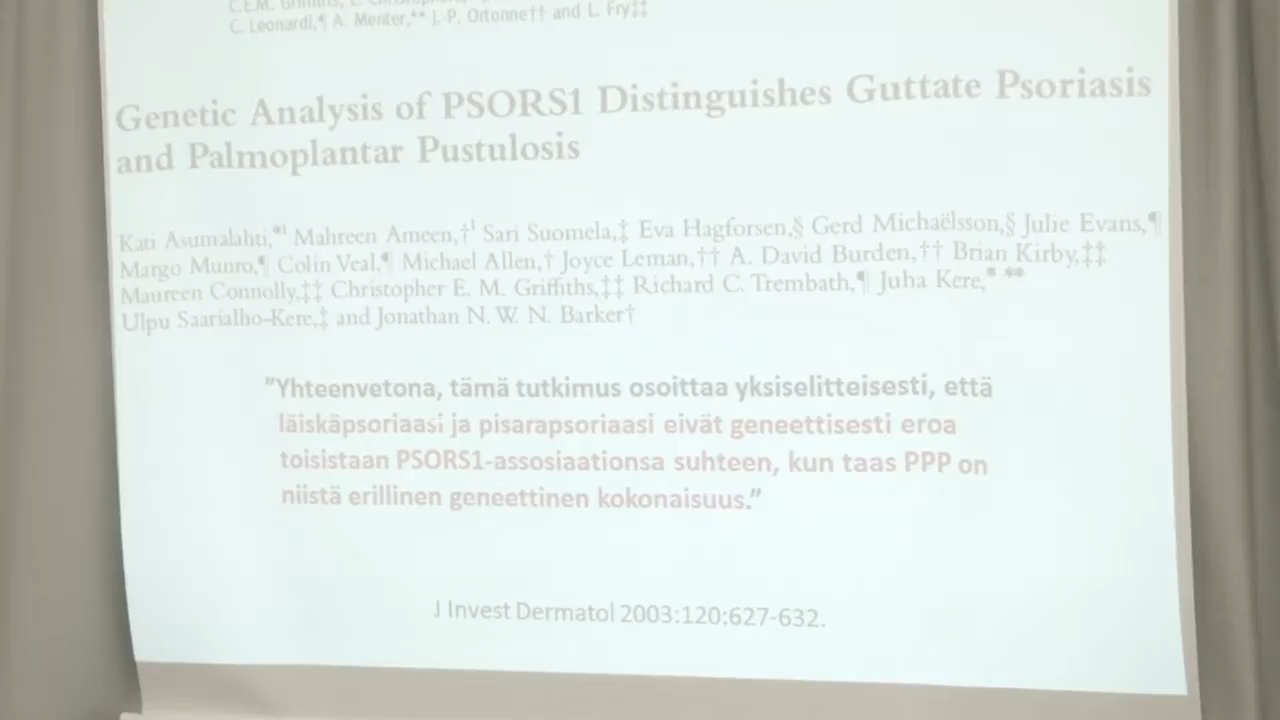 C.E.M. Griffiths,
C. Leonardi,¶ A. Menter,** J.-P. Ortonne†† and L. Fry‡‡
Genetic Analysis of PSORS1 Distinguishes Guttate Psoriasis
and Palmoplantar Pustulosis
Kati Asumalahti,*¹ Mahreen Ameen,†¹ Sari Suomela,‡ Eva Hagforsen,§ Gerd Michaëlsson,§ Julie Evans,¶
Margo Munro,¶ Colin Veal,¶ Michael Allen,† Joyce Leman,†† A. David Burden,†† Brian Kirby,‡‡
Maureen Connolly,‡‡ Christopher E. M. Griffiths,‡‡ Richard C. Trembath,¶ Juha Kere,* **
Ulpu Saarialho-Kere,‡ and Jonathan N. W. N. Barker†
”Yhteenvetona, tämä tutkimus osoittaa yksiselitteisesti, että
läiskäpsoriaasi ja pisarapsoriaasi eivät geneettisesti eroa
toisistaan PSORS1-assosiaationsa suhteen, kun taas PPP on
niistä erillinen geneettinen kokonaisuus.”
J Invest Dermatol 2003:120:627-632.